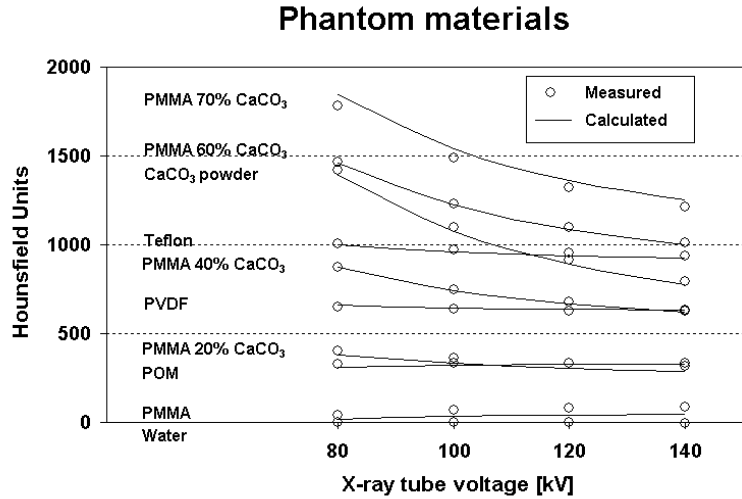 Phantom materials
Hounsfield Units
2000
1500
1000
500
0
PMMA 70% CaCO₃
PMMA 60% CaCO₃
CaCO₃ powder
Teflon
PMMA 40% CaCO₃
PVDF
PMMA 20% CaCO₃
POM
PMMA
Water
Measured
Calculated
80 100 120 140
X-ray tube voltage [kV]